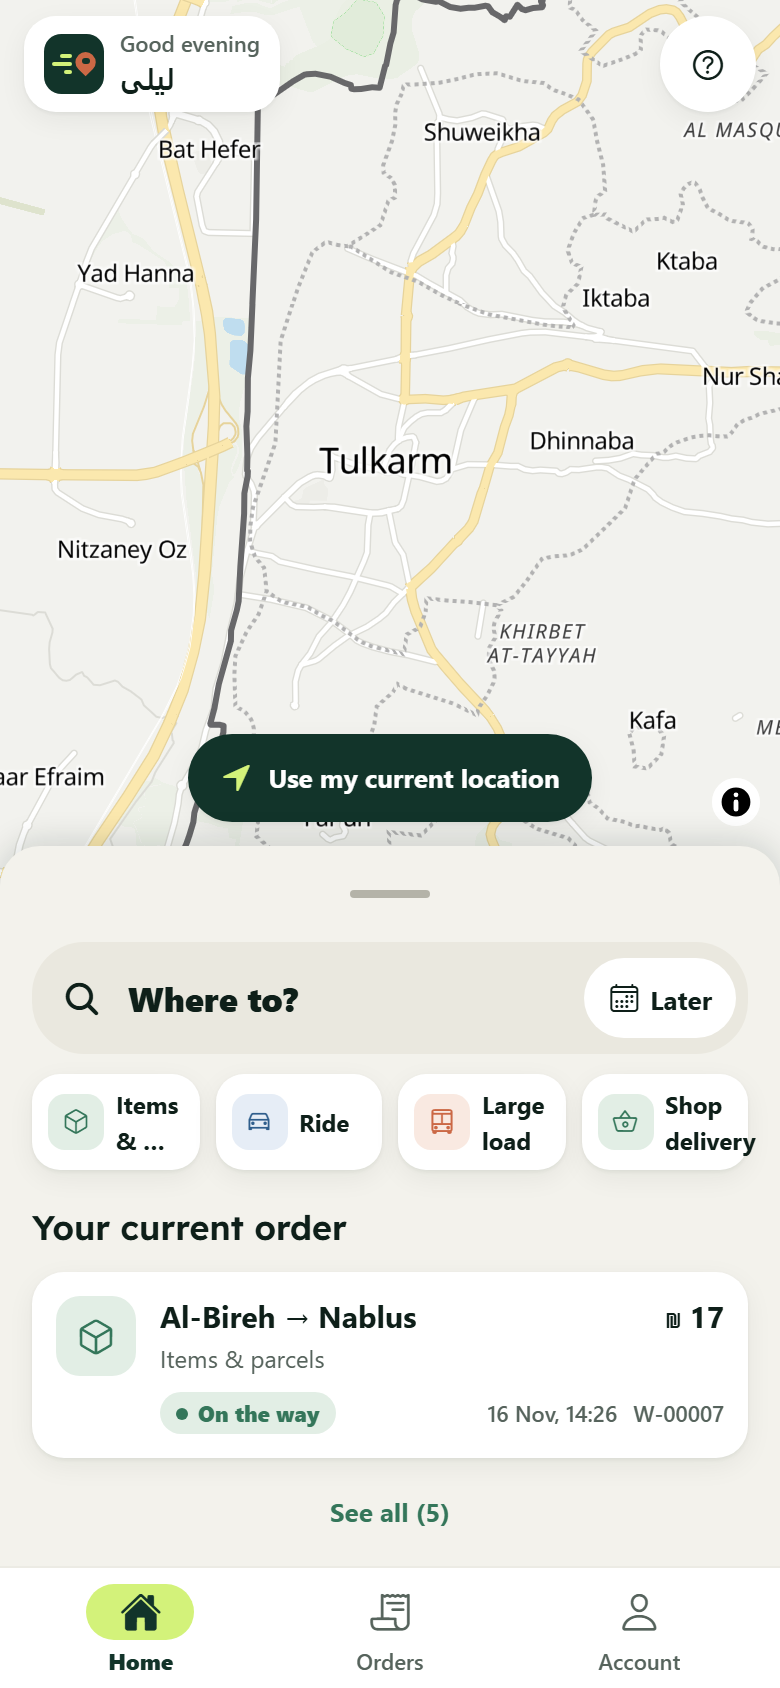 Good evening
ليلى
Shuweikha
AL MASQU
Bat Hefer
Yad Hanna
Ktaba
Iktaba
Nur Sha
Dhinnaba
Tulkarm
Nitzaney Oz
KHIRBET
AT-TAYYAH
Kafa
aar Efraim
Use my current location
Where to?
Later
Items
& ...
Ride
Large
load
Shop
delivery
Your current order
Al-Bireh → Nablus
₪ 17
Items & parcels
On the way
16 Nov, 14:26 W-00007
See all (5)
Home
Orders
Account